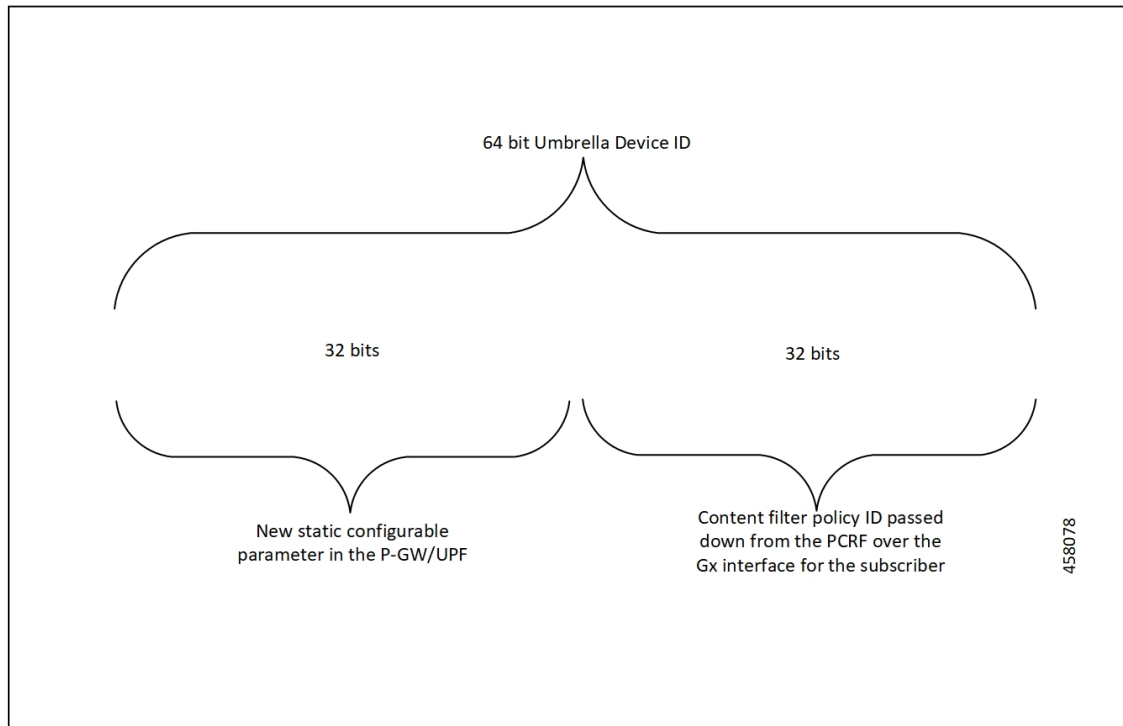 64 bit Umbrella Device ID
32 bits
32 bits
New static configurable
parameter in the P-GW/UPF
Content filter policy ID passed
down from the PCRF over the
Gx interface for the subscriber
458078